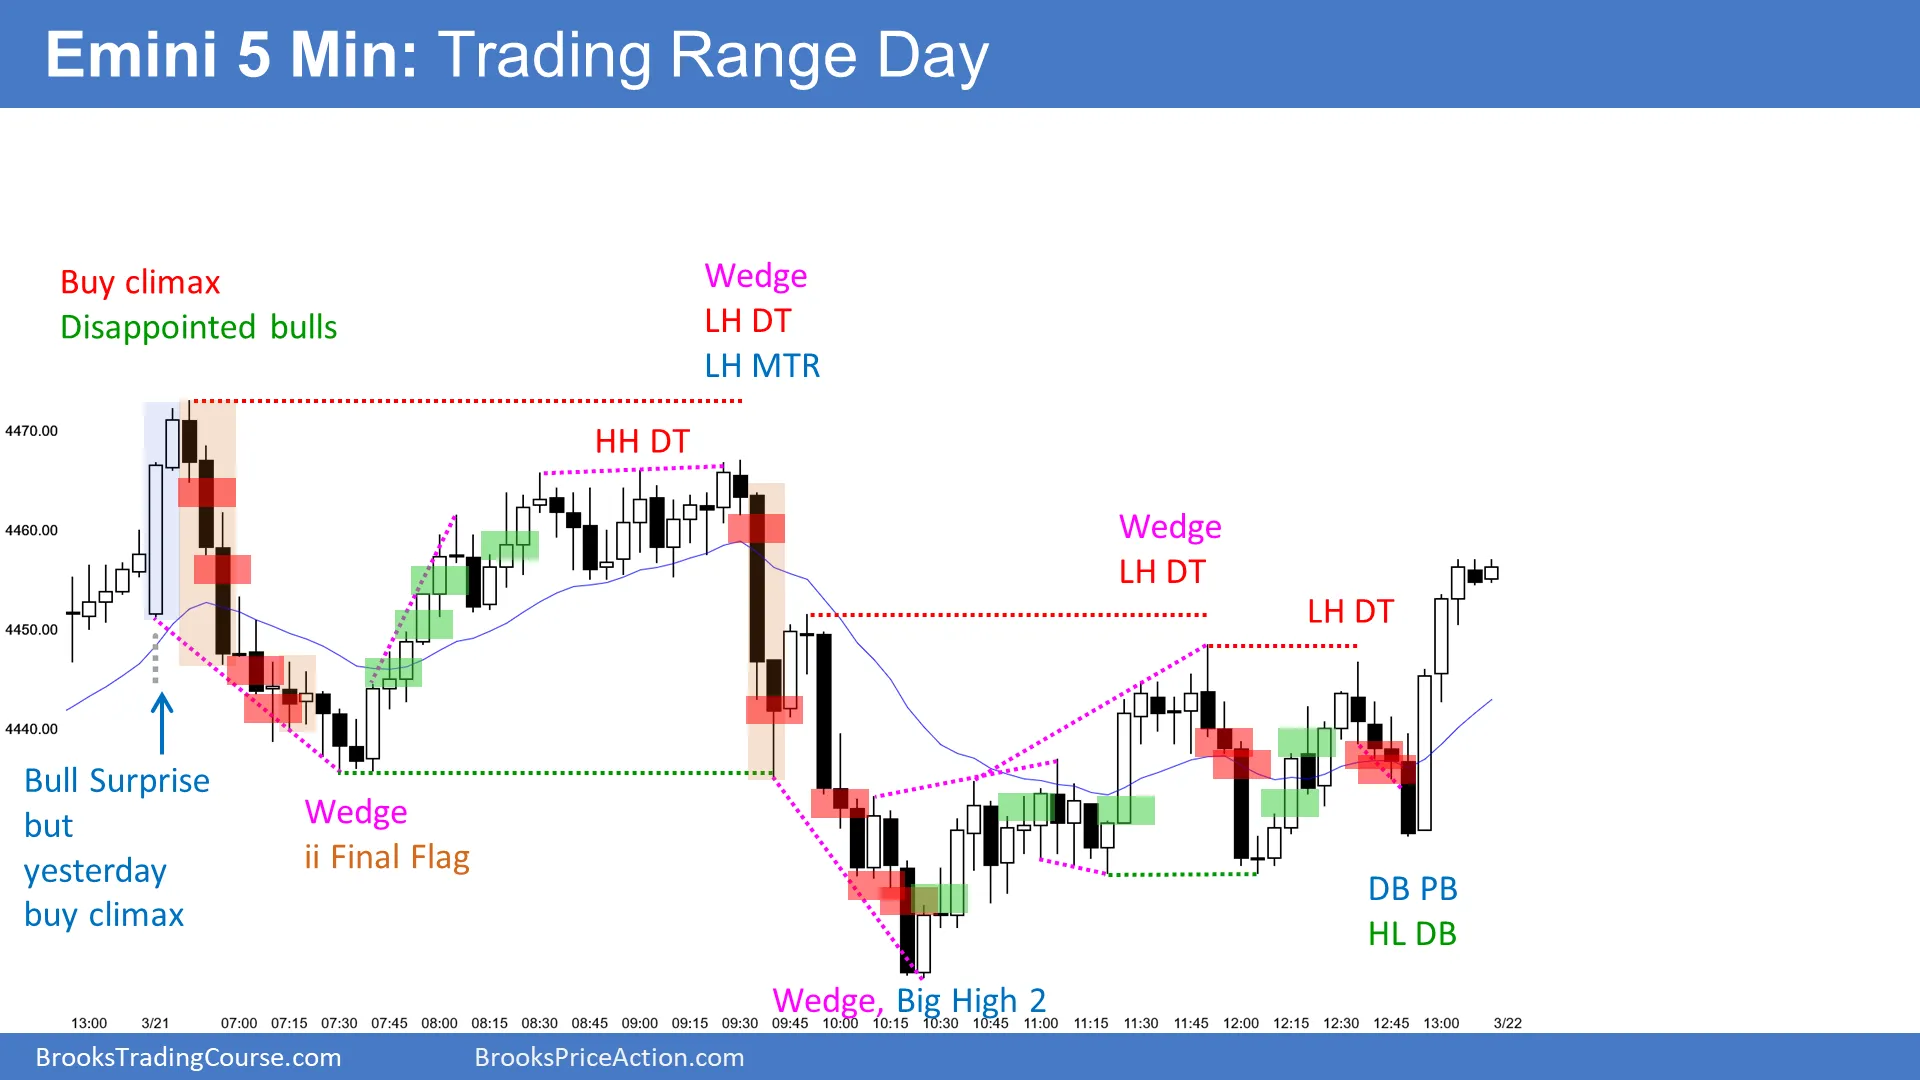 Emini 5 Min: Trading Range Day
Buy climax
Disappointed bulls
Wedge
LH DT
LH MTR
HH DT
4470.00
4460.00
4450.00
4440.00
Wedge
LH DT
LH DT
Bull Surprise
but
yesterday
buy climax
Wedge
ii Final Flag
DB PB
HL DB
Wedge, Big High 2
13:00 3/21 07:00 07:15 07:30 07:45 08:00 08:15 08:30 08:45 09:00 09:15 09:30 09:45 10:00 10:15 10:30 10:45 11:00 11:15 11:30 11:45 12:00 12:15 12:30 12:45 13:00 3/22
BrooksTradingCourse.com BrooksPriceAction.com